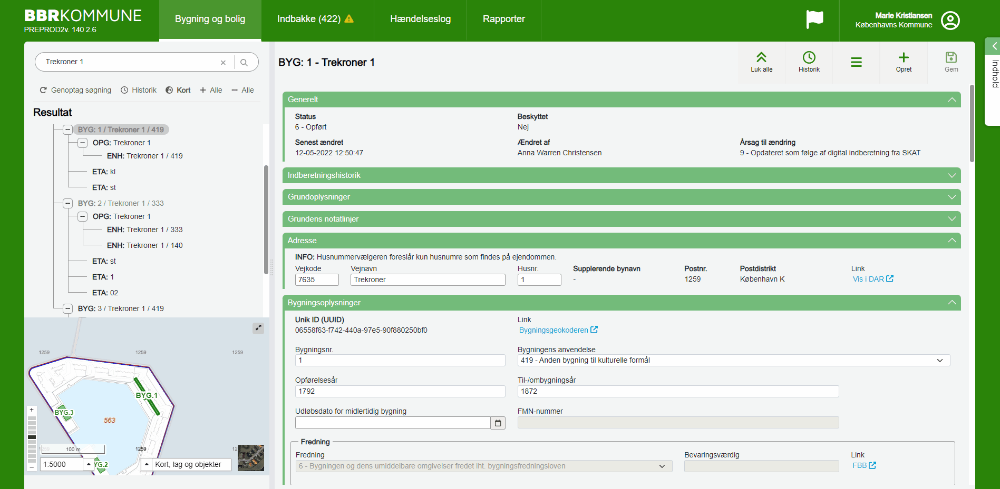 BBRKOMMUNE
PREPROD2v. 140 2.6
Bygning og bolig
Indbakke (422)
Hændelseslog
Rapporter
Marie Kristiansen
Københavns Kommune
Trekroner 1
Genoptag søgning
Historik
Kort
Alle
Alle
Resultat
BYG: 1 / Trekroner 1 / 419
OPG: Trekroner 1
ENH: Trekroner 1 / 419
ETA: kl
ETA: st
BYG: 2 / Trekroner 1 / 333
OPG: Trekroner 1
ENH: Trekroner 1 / 333
ENH: Trekroner 1 / 140
ETA: st
ETA: 1
ETA: 02
BYG: 3 / Trekroner 1 / 419
1259
1259
1259
BYG.1
BYG.3
563
100 m
1259
1:5000
YG.2
Kort, lag og objekter
BYG: 1 - Trekroner 1
Luk alle
Historik
Opret
Gem
Indhold
Generelt
Status
6 - Opført
Beskyttet
Nej
Senest ændret
12-05-2022 12:50:47
Ændret af
Anna Warren Christensen
Årsag til ændring
9 - Opdateret som følge af digital indberetning fra SKAT
Indberetningshistorik
Grundoplysninger
Grundens notatlinjer
Adresse
INFO: Husnummervælgeren foreslår kun husnumre som findes på ejendommen.
Vejkode
7635
Vejnavn
Trekroner
Husnr.
1
Supplerende bynavn
-
Postnr.
1259
Postdistrikt
København K
Link
Vis i DAR
Bygningsoplysninger
Unik ID (UUID)
06558f63-f742-440a-97e5-90f880250bf0
Link
Bygningsgeokoderen
Bygningsnr.
1
Bygningens anvendelse
419 - Anden bygning til kulturelle formål
Opførelsesår
1792
Til-/ombygningsår
1872
Udløbsdato for midlertidig bygning
FMN-nummer
Fredning
Fredning
6 - Bygningen og dens umiddelbare omgivelser fredet iht. bygningsfredningsloven
Bevaringsværdig
Link
FBB